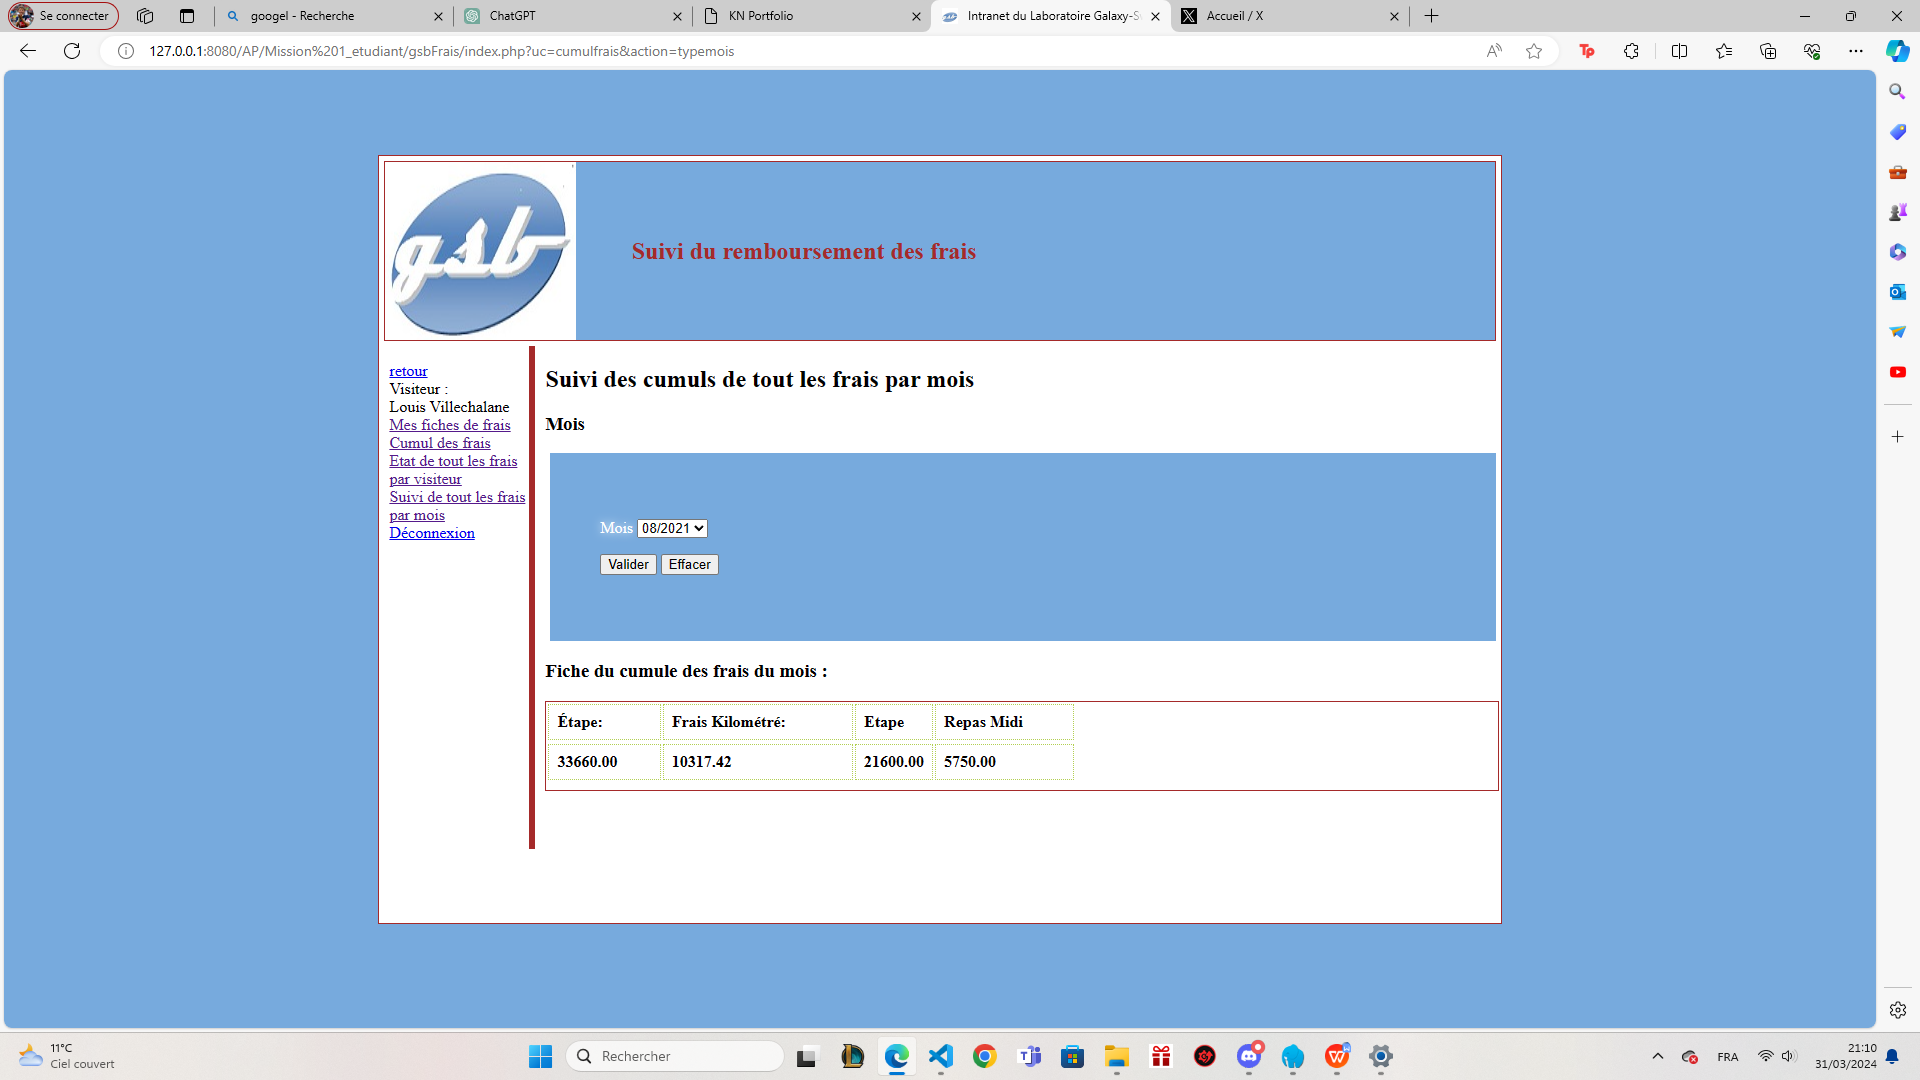 Se connecter
googel - Recherche
ChatGPT
KN Portfolio
Intranet du Laboratoire Galaxy-S
Accueil / X
127.0.0.1:8080/AP/Mission%201_etudiant/gsbFrais/index.php?uc=cumulfrais&action=typemois
gsb
Suivi du remboursement des frais
retour
Visiteur :
Louis Villechalane
Mes fiches de frais
Cumul des frais
Etat de tout les frais
par visiteur
Suivi de tout les frais
par mois
Déconnexion
Suivi des cumuls de tout les frais par mois
Mois
Mois 08/2021
Valider Effacer
Fiche du cumule des frais du mois :
Étape: Frais Kilométré: Etape Repas Midi
33660.00 10317.42 21600.00 5750.00
11°C
Ciel couvert
Rechercher
FRA
21:10
31/03/2024